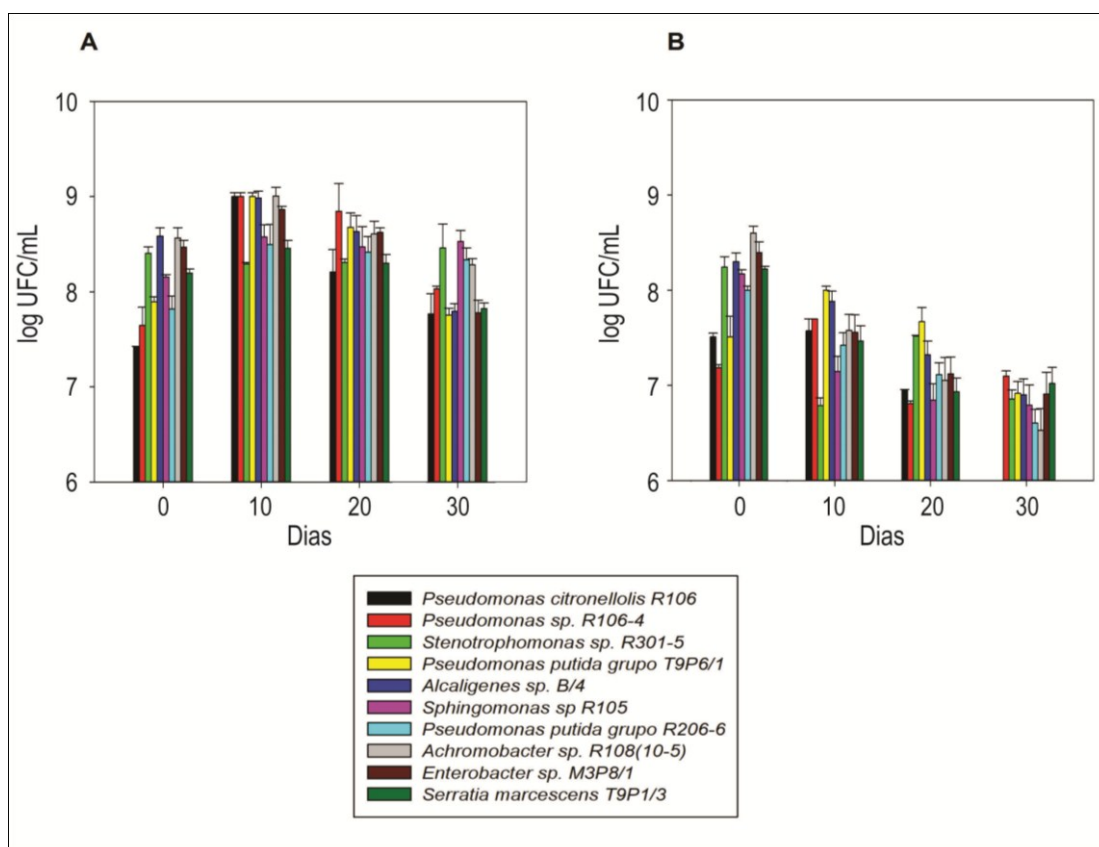 A
B
10
9
8
7
6
log UFC/mL
0 10 20 30
Dias
10
9
8
7
6
log UFC/mL
0 10 20 30
Dias
Pseudomonas citronellolis R106
Pseudomonas sp. R106-4
Stenotrophomonas sp. R301-5
Pseudomonas putida grupo T9P6/1
Alcaligenes sp. B/4
Sphingomonas sp R105
Pseudomonas putida grupo R206-6
Achromobacter sp. R108(10-5)
Enterobacter sp. M3P8/1
Serratia marcescens T9P1/3